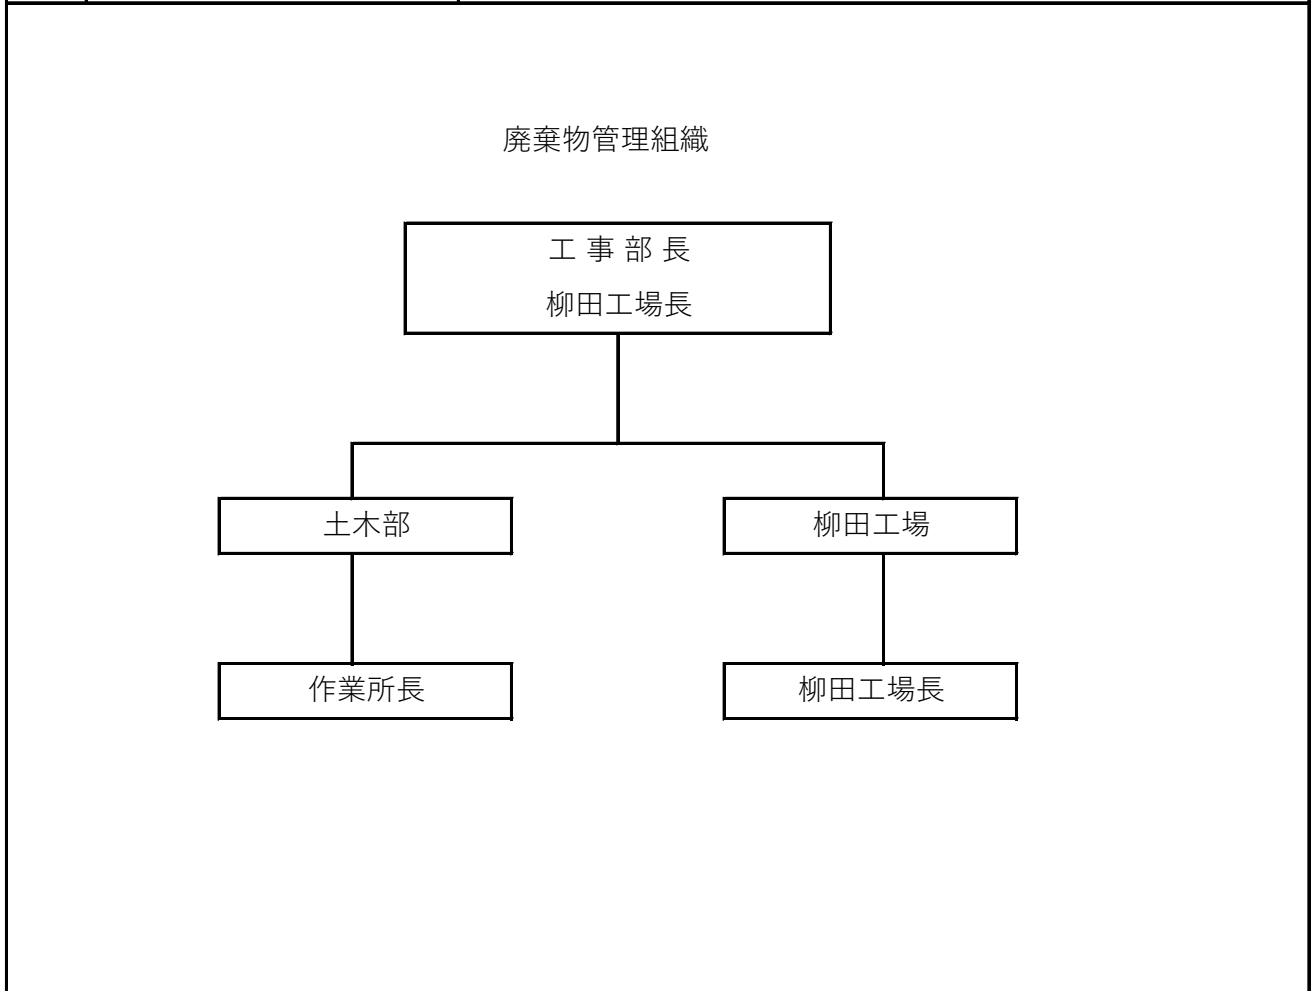 廃棄物管理組織
工 事 部 長
柳田工場長
土木部
柳田工場
作業所長
柳田工場長